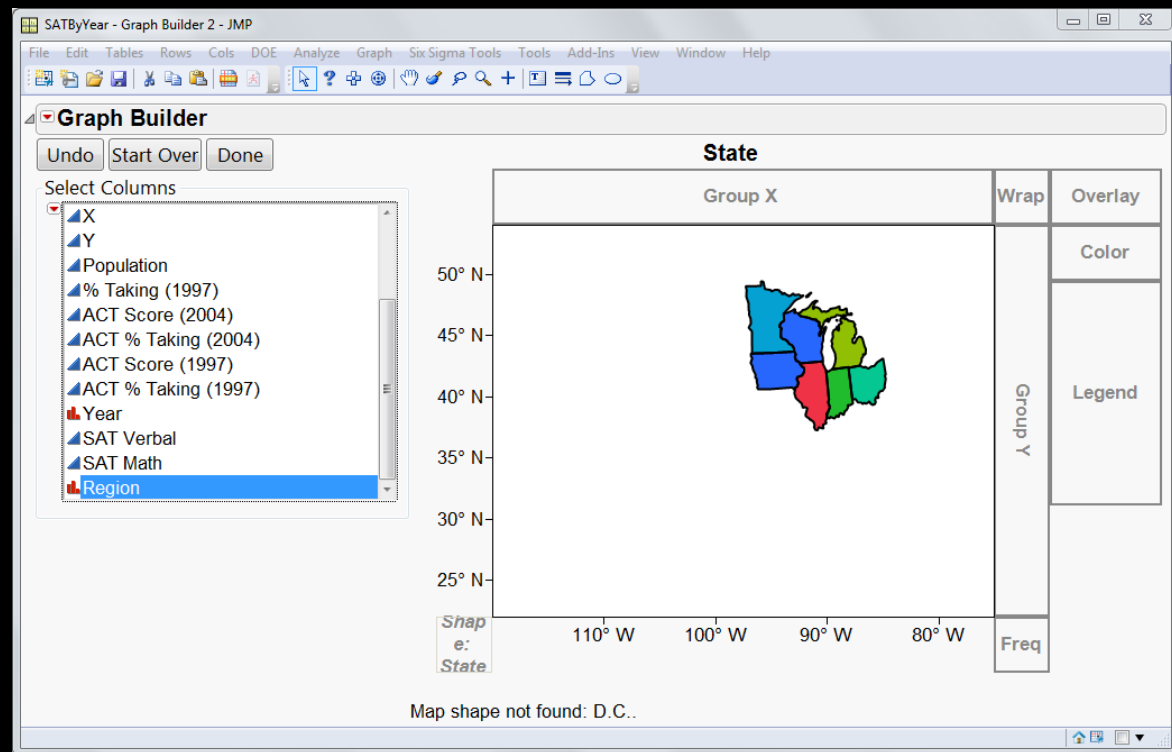 SATByYear - Graph Builder 2 - JMP
File Edit Tables Rows Cols DOE Analyze Graph Six Sigma Tools Tools Add-Ins View Window Help
Graph Builder
Undo Start Over Done
Select Columns
X
Y
Population
% Taking (1997)
ACT Score (2004)
ACT % Taking (2004)
ACT Score (1997)
ACT % Taking (1997)
Year
SAT Verbal
SAT Math
Region
State
Group X
Wrap
Overlay
Color
Legend
Group Y
50° N
45° N
40° N
35° N
30° N
25° N
Shap
e:
State
110° W 100° W 90° W 80° W
Freq
Map shape not found: D.C..